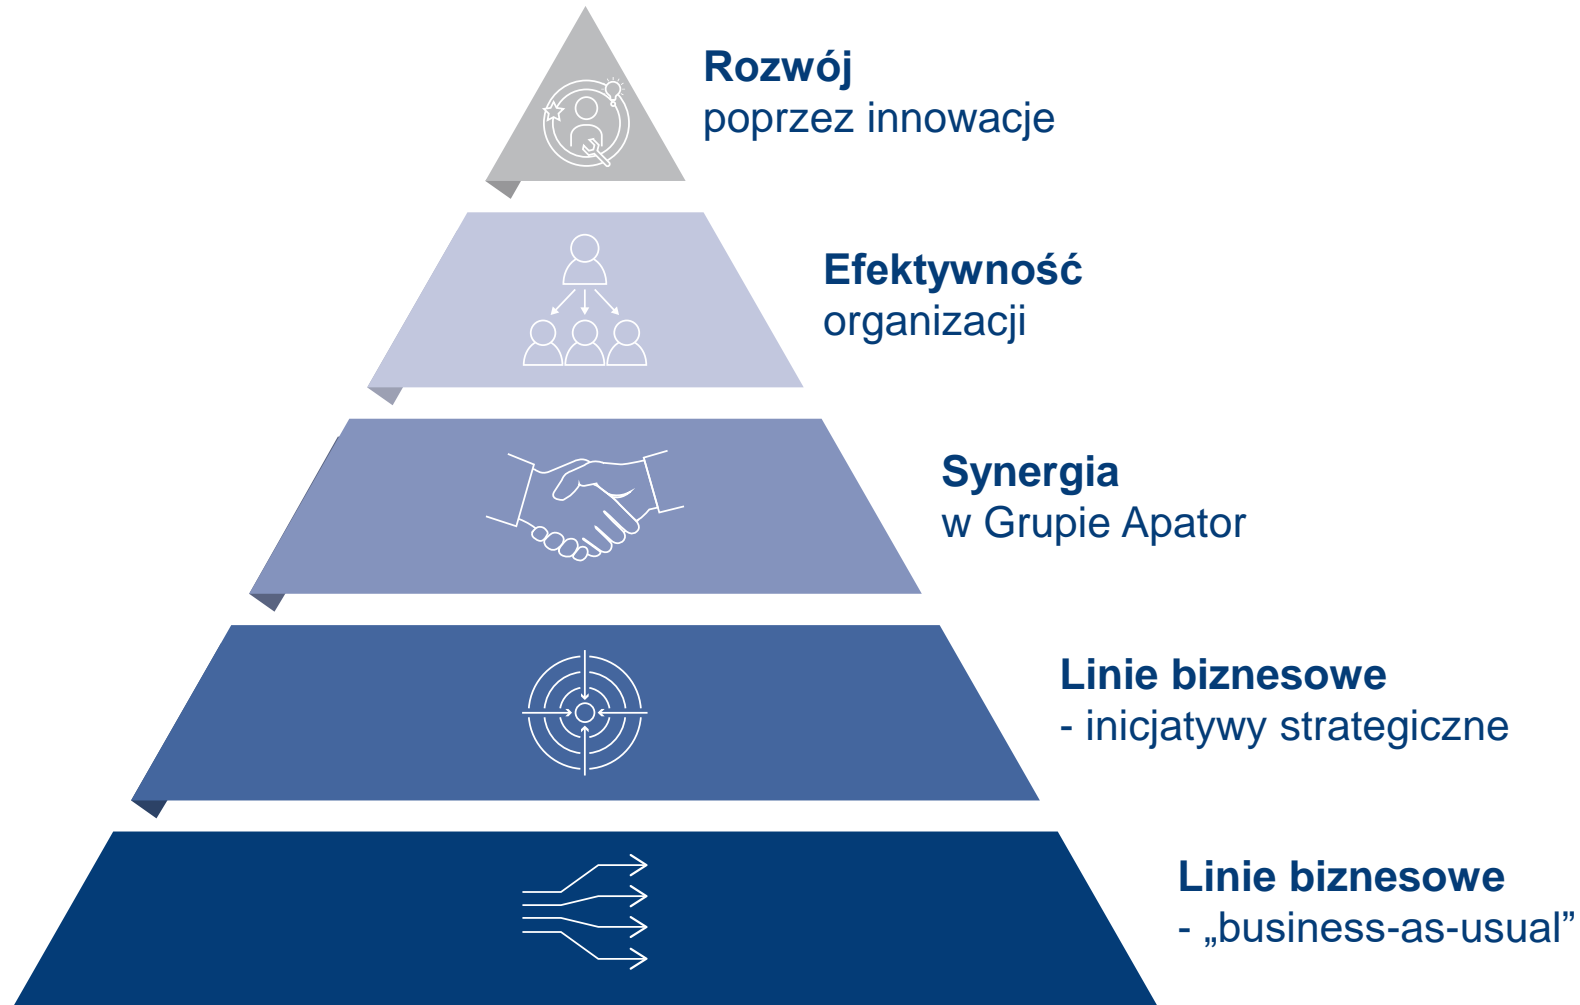 Rozwój
poprzez innowacje
Efektywność
organizacji
Synergia
w Grupie Apator
Linie biznesowe
- inicjatywy strategiczne
Linie biznesowe
- „business-as-usual”